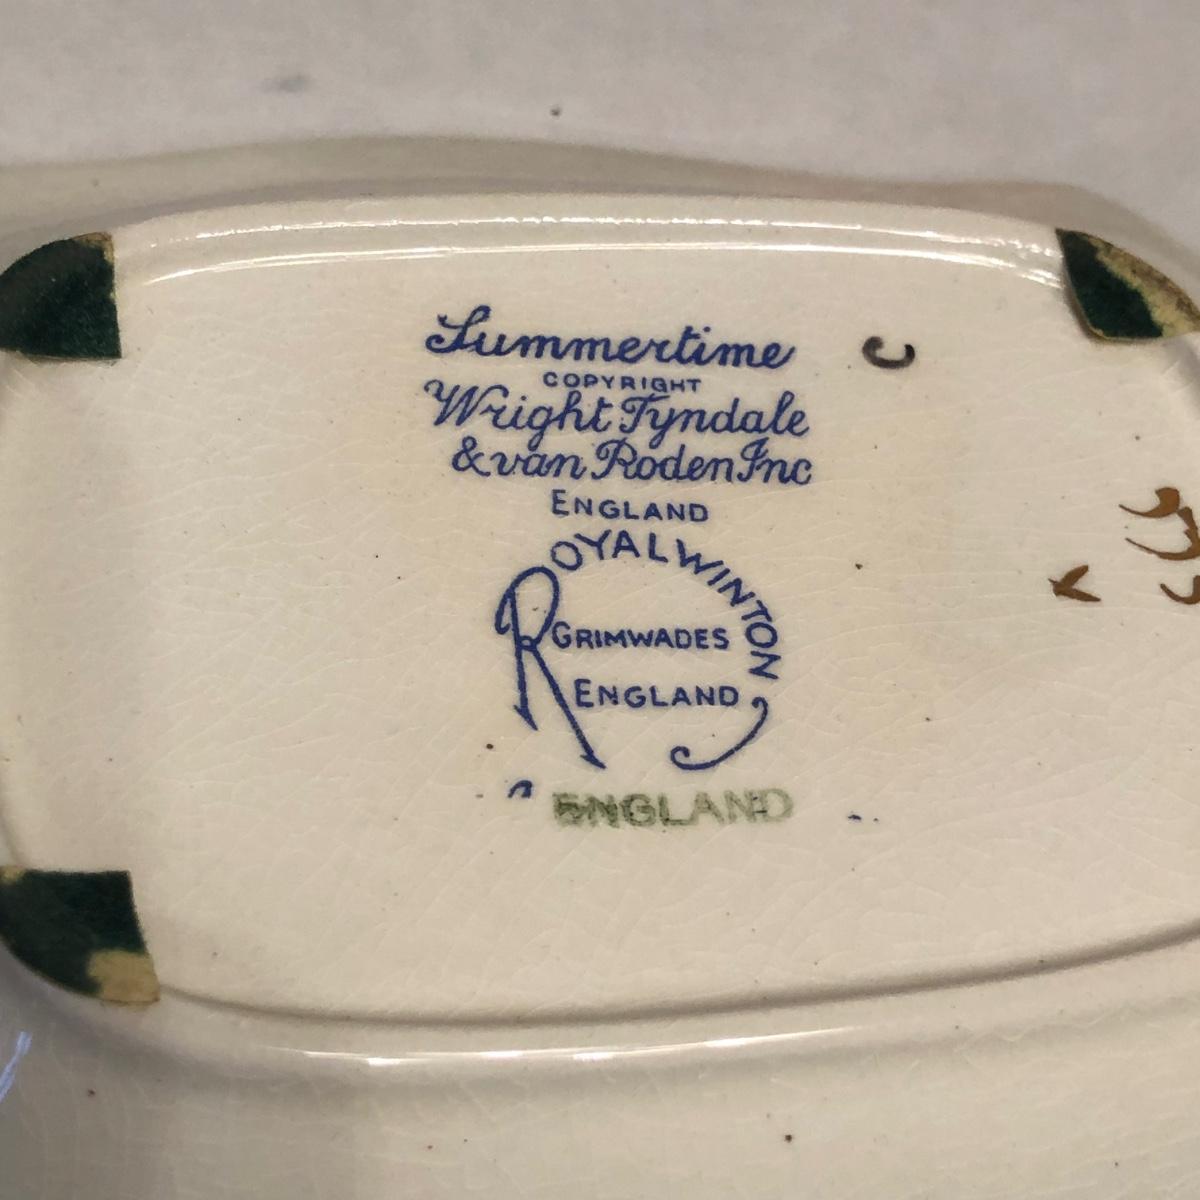 Summertime
C
COPYRIGHT
Wright Tyndale
& van Roden Inc
ENGLAND
ROYAL WINTON
GRIMWADES
ENGLAND
ENGLAND